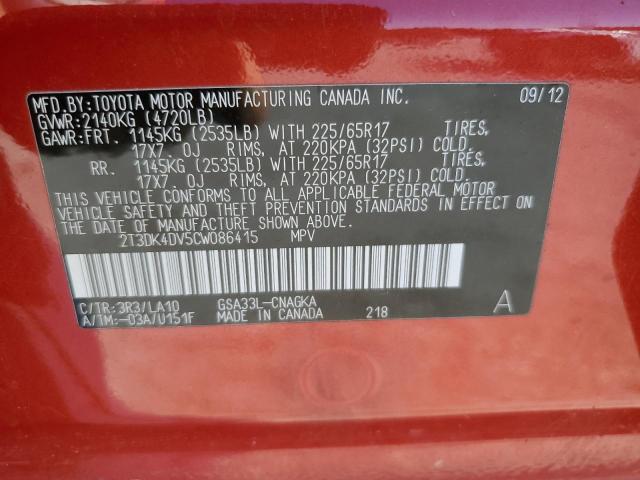 MFD.BY:TOYOTA MOTOR MANUFACTURING CANADA INC. 09/12
GVWR:2140KG (4720LB)
GAWR:FRT. 1145KG (2535LB) WITH 225/65R17 TIRES,
17X7. 0J RIMS, AT 220KPA (32PSI) COLD.
RR. 1145KG (2535LB) WITH 225/65R17 TIRES,
17X7. 0J RIMS, AT 220KPA (32PSI) COLD.
THIS VEHICLE CONFORMS TO ALL APPLICABLE FEDERAL MOTOR
VEHICLE SAFETY AND THEFT PREVENTION STANDARDS IN EFFECT ON
THE DATE OF MANUFACTURE SHOWN ABOVE.
2T3DK4DV5CW086415 MPV
C/TR:3R3/LA10 GSA33L-CNAGKA
A/TM:-03A/U151F MADE IN CANADA 218 A